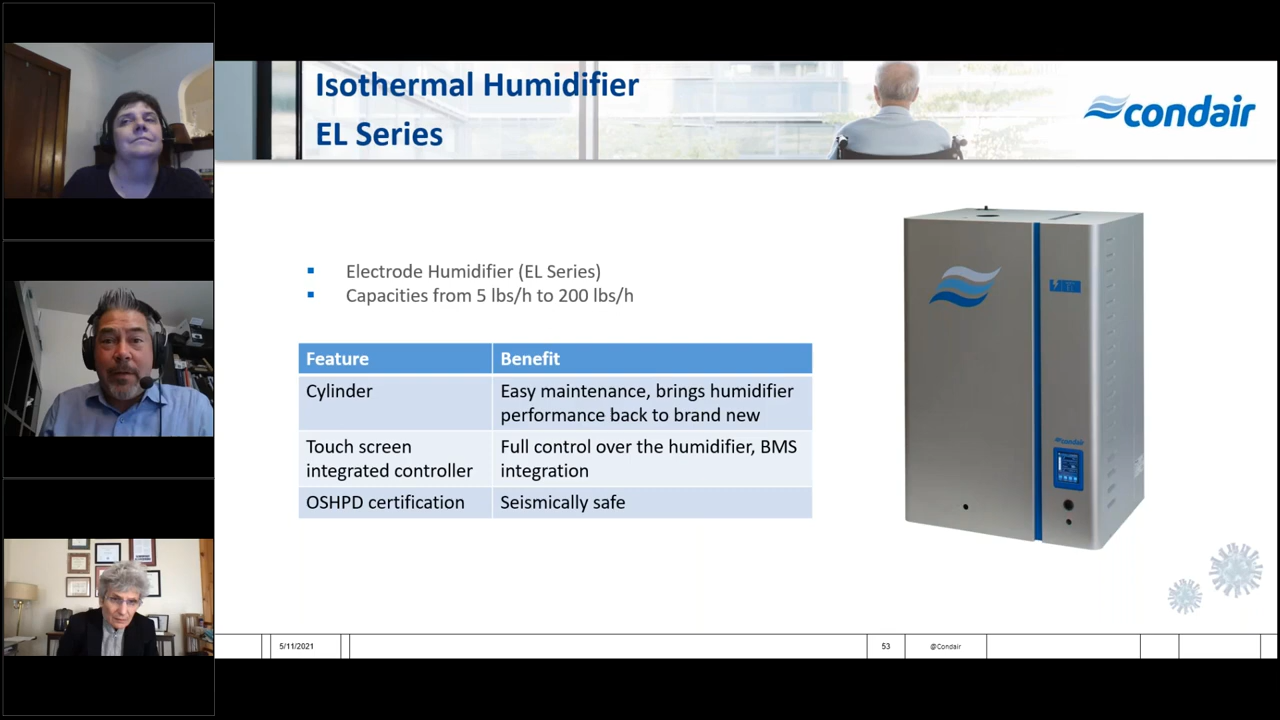 Isothermal Humidifier
EL Series
condair
Electrode Humidifier (EL Series)
Capacities from 5 lbs/h to 200 lbs/h
Feature Benefit
Cylinder Easy maintenance, brings humidifier
performance back to brand new
Touch screen Full control over the humidifier, BMS
integrated controller integration
OSHPD certification Seismically safe
condair
5/11/2021 53 @Condair